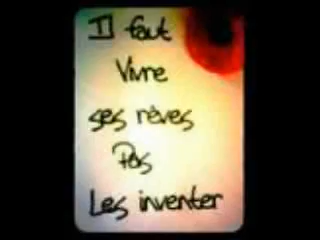 Il faut
Vivre
ses rêves
Pas
Les inventer